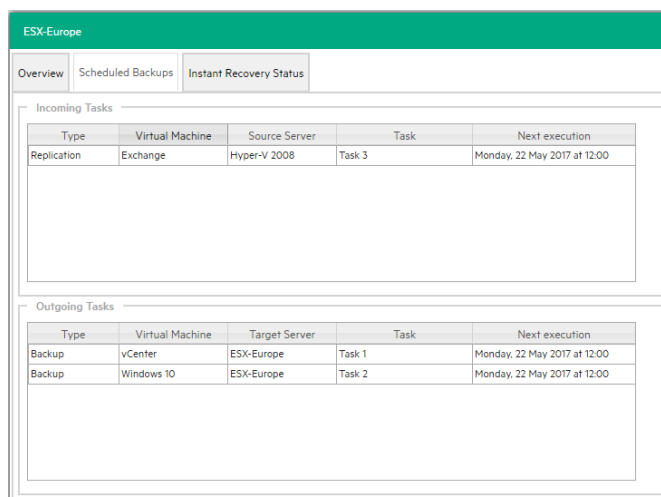 ESX-Europe
Overview Scheduled Backups Instant Recovery Status
Incoming Tasks
Type Virtual Machine Source Server Task Next execution
Replication Exchange Hyper-V 2008 Task 3 Monday, 22 May 2017 at 12:00
Outgoing Tasks
Type Virtual Machine Target Server Task Next execution
Backup vCenter ESX-Europe Task 1 Monday, 22 May 2017 at 12:00
Backup Windows 10 ESX-Europe Task 2 Monday, 22 May 2017 at 12:00